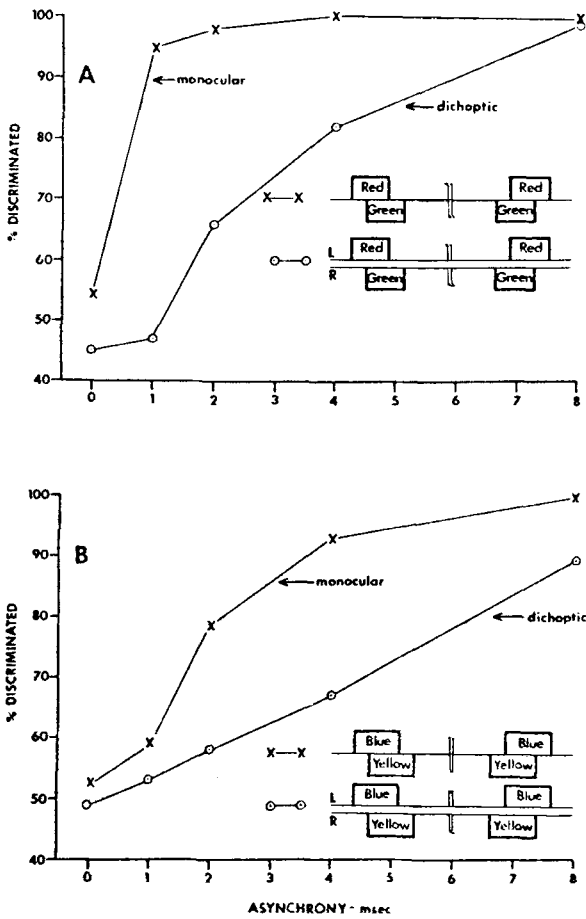 100
A
monocular
90
dichoptic
80
% DISCRIMINATED
70
X—X
Red
Red
Green
Green
60
L
Red
Red
R
Green
Green
50
40
0 1 2 3 4 5 6 7 8
100
B
90
monocular
dichoptic
80
% DISCRIMINATED
70
X—X
Blue
Blue
Yellow
Yellow
60
L
Blue
Blue
R
Yellow
Yellow
50
40
0 1 2 3 4 5 6 7 8
ASYNCHRONY - msec